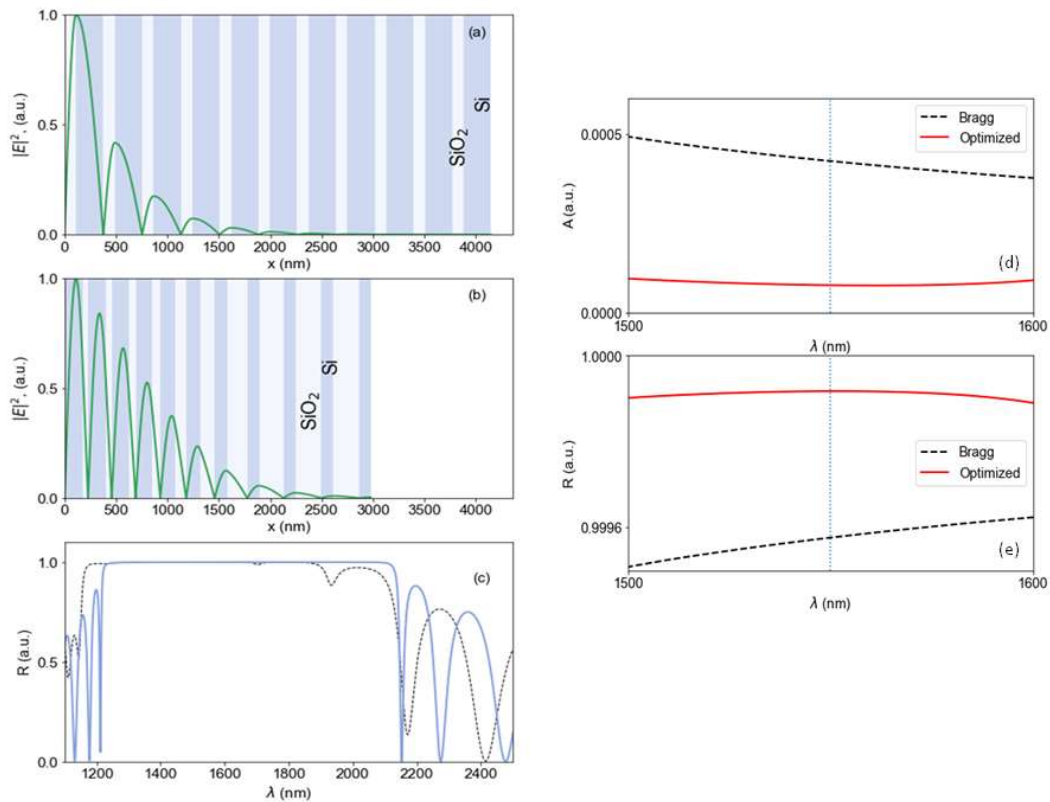 1.0
(a)
|E|², (a.u.)
0.5
Si
SiO₂
0.0
0 500 1000 1500 2000 2500 3000 3500 4000
x (nm)
1.0
(b)
|E|², (a.u.)
0.5
Si
SiO₂
0.0
0 500 1000 1500 2000 2500 3000 3500 4000
x (nm)
1.0
(c)
R (a.u.)
0.5
0.0
1200 1400 1600 1800 2000 2200 2400
λ (nm)
Bragg
Optimized
0.0005
A (a.u.)
(d)
0.0000
1500 1600
λ (nm)
1.0000
R (a.u.)
Bragg
Optimized
0.9996
(e)
1500 1600
λ (nm)